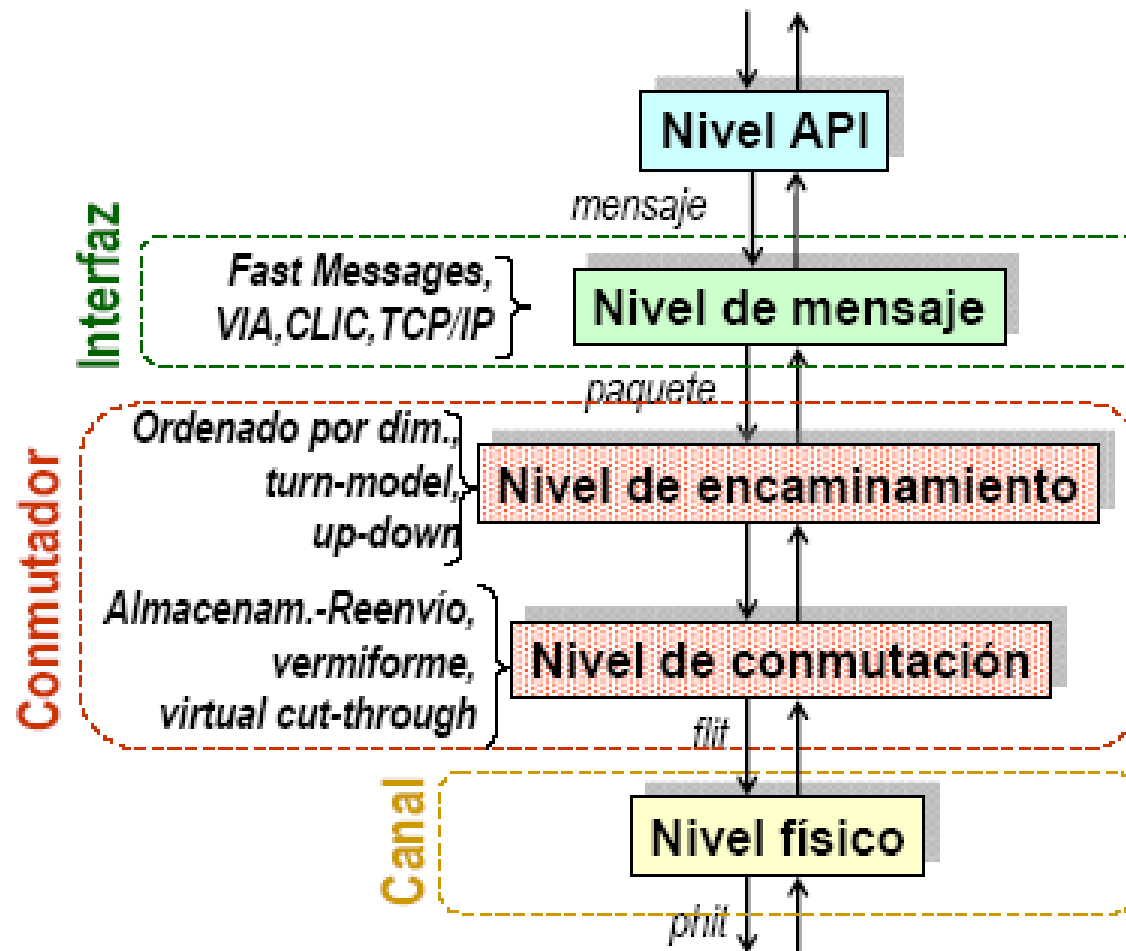 Nivel API
mensaje
Interfaz
Fast Messages,
VIA,CLIC,TCP/IP
Nivel de mensaje
paquete
Conmutador
Ordenado por dim.,
turn-model,
up-down
Nivel de encaminamiento
Almacenam.-Reenvío,
vermiforme,
virtual cut-through
Nivel de conmutación
flit
Canal
Nivel físico
phit